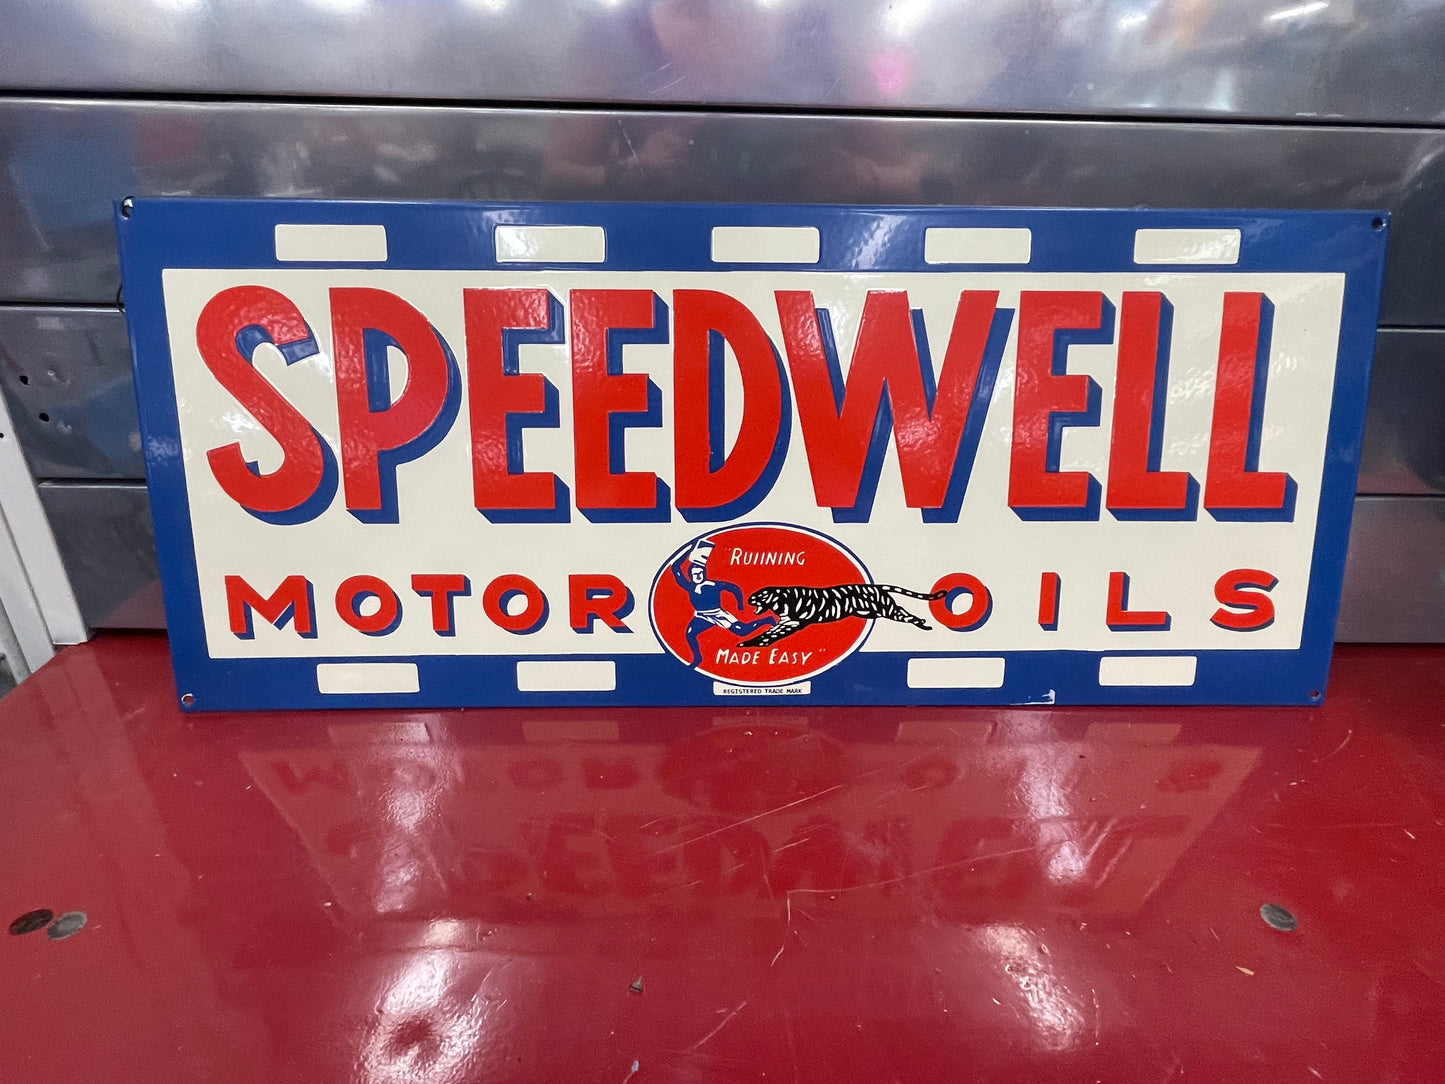 SPEEDWELL
MOTOR OILS
"RUNNING
MADE EASY"
REGISTERED TRADE MARK